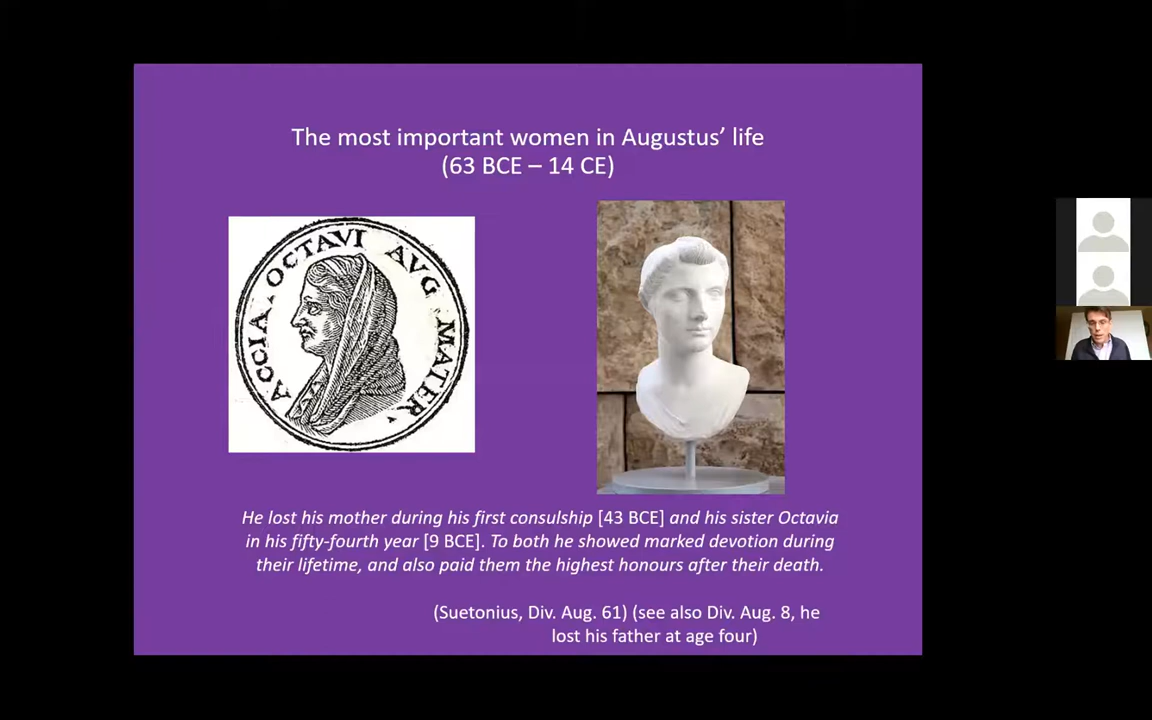 The most important women in Augustus’ life
(63 BCE – 14 CE)
ACCIA OCTAVI AUG MATER.
He lost his mother during his first consulship [43 BCE] and his sister Octavia
in his fifty-fourth year [9 BCE]. To both he showed marked devotion during
their lifetime, and also paid them the highest honours after their death.
(Suetonius, Div. Aug. 61) (see also Div. Aug. 8, he
lost his father at age four)